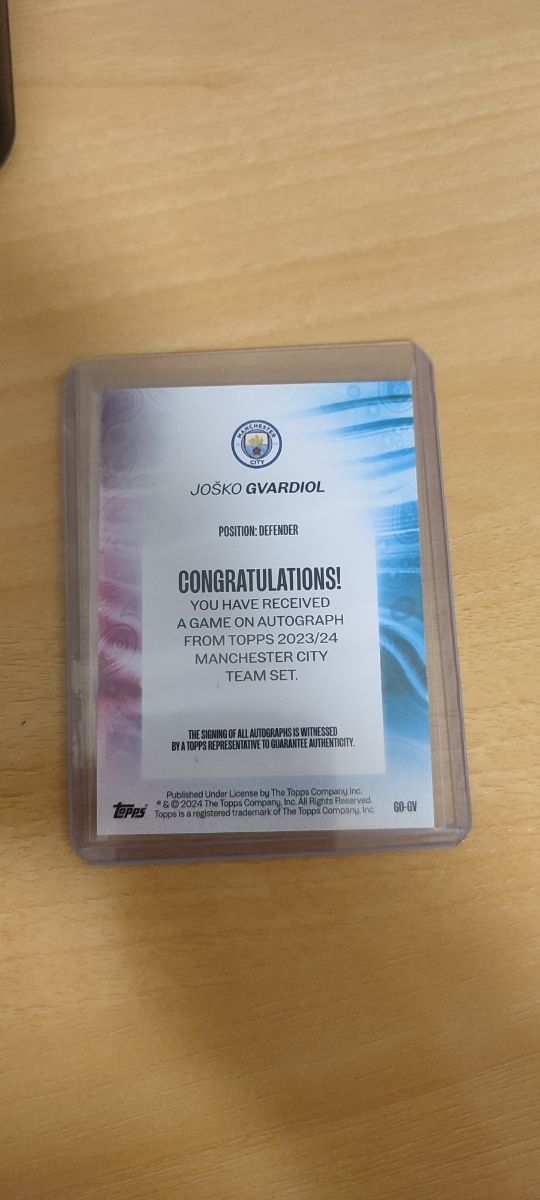 MANCHESTER
CITY
JOŠKO GVARDIOL
POSITION: DEFENDER
CONGRATULATIONS!
YOU HAVE RECEIVED
A GAME ON AUTOGRAPH
FROM TOPPS 2023/24
MANCHESTER CITY
TEAM SET.
THE SIGNING OF ALL AUTOGRAPHS IS WITNESSED
BY A TOPPS REPRESENTATIVE TO GUARANTEE AUTHENTICITY.
Published Under License by The Topps Company Inc.
® & © 2024 The Topps Company, Inc. All Rights Reserved.
Topps is a registered trademark of The Topps Company, Inc.
Topps
GO-GV